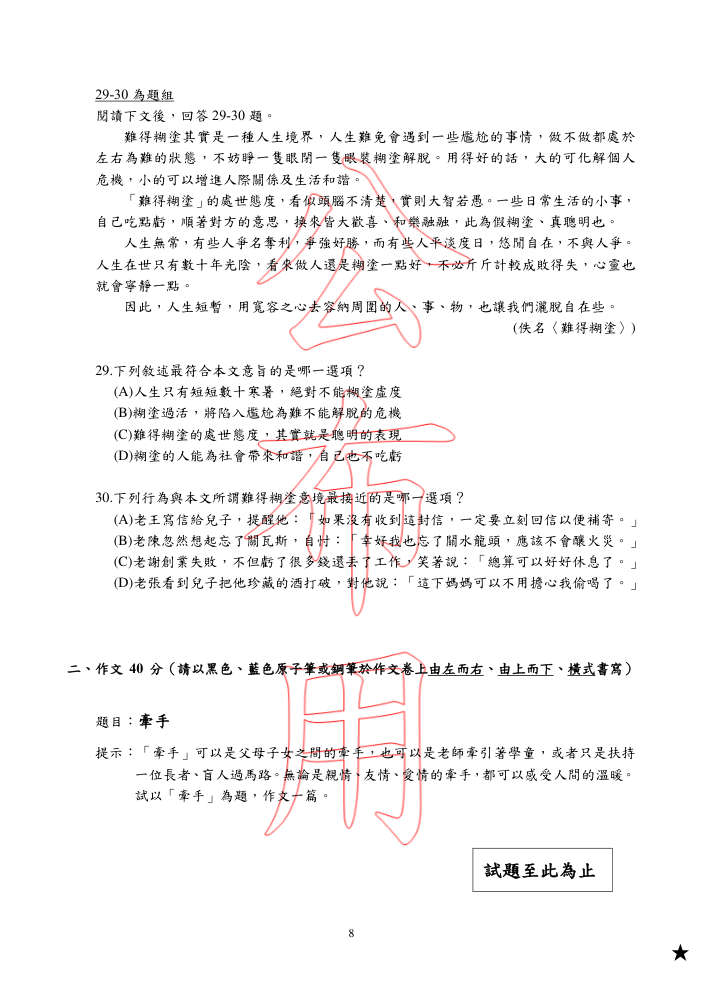 29-30 為題組
閱讀下文後，回答 29-30 題。
難得糊塗其實是一種人生境界，人生難免會遇到一些尷尬的事情，做不做都處於
左右為難的狀態，不妨睜一隻眼閉一隻眼裝糊塗解脫。用得好的話，大的可化解個人
危機，小的可以增進人際關係及生活和諧。
「難得糊塗」的處世態度，看似頭腦不清楚，實則大智若愚。一些日常生活的小事，
自己吃點虧，順著對方的意思，換來皆大歡喜、和樂融融，此為假糊塗、真聰明也。
人生無常，有些人爭名奪利，爭強好勝，而有些人平淡度日，悠閒自在，不與人爭。
人生在世只有數十年光陰，看來做人還是糊塗一點好，不必斤斤計較成敗得失，心靈也
就會寧靜一點。
因此，人生短暫，用寬容之心去容納周圍的人、事、物，也讓我們灑脫自在些。
(佚名〈難得糊塗〉)
29.下列敘述最符合本文意旨的是哪一選項？
(A)人生只有短短數十寒暑，絕對不能糊塗虛度
(B)糊塗過活，將陷入尷尬為難不能解脫的危機
(C)難得糊塗的處世態度，其實就是聰明的表現
(D)糊塗的人能為社會帶來和諧，自己也不吃虧
30.下列行為與本文所謂難得糊塗意境最接近的是哪一選項？
(A)老王寫信給兒子，提醒他：「如果沒有收到這封信，一定要立刻回信以便補寄。」
(B)老陳忽然想起忘了關瓦斯，自忖：「幸好我也忘了關水龍頭，應該不會釀火災。」
(C)老謝創業失敗，不但虧了很多錢還丟了工作，笑著說：「總算可以好好休息了。」
(D)老張看到兒子把他珍藏的酒打破，對他說：「這下媽媽可以不用擔心我偷喝了。」
二、作文 40 分（請以黑色、藍色原子筆或鋼筆於作文卷上由左而右、由上而下、橫式書寫）
題目：牽手
提示：「牽手」可以是父母子女之間的牽手，也可以是老師牽引著學童，或者只是扶持
一位長者、盲人過馬路。無論是親情、友情、愛情的牽手，都可以感受人間的溫暖。
試以「牽手」為題，作文一篇。
試題至此為止
8
★
公
布
用